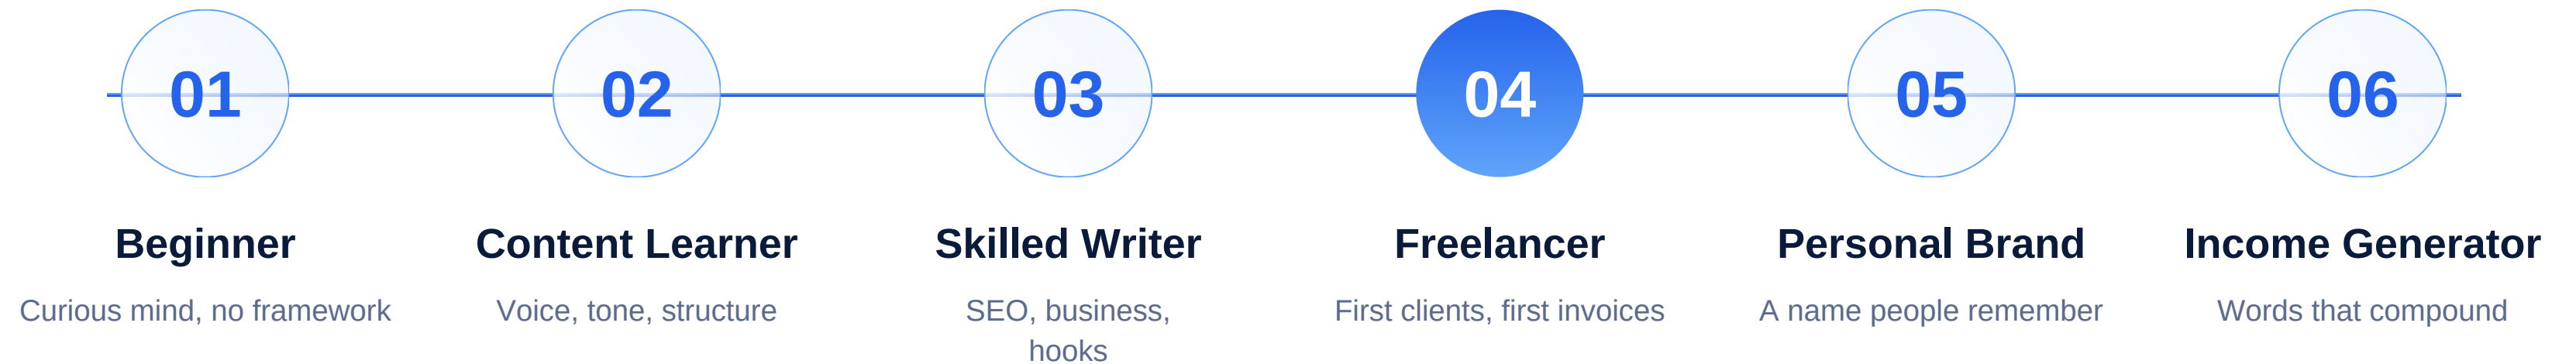 01
02
03
04
05
06
Beginner
Content Learner
Skilled Writer
Freelancer
Personal Brand
Income Generator
Curious mind, no framework
Voice, tone, structure
SEO, business,
hooks
First clients, first invoices
A name people remember
Words that compound